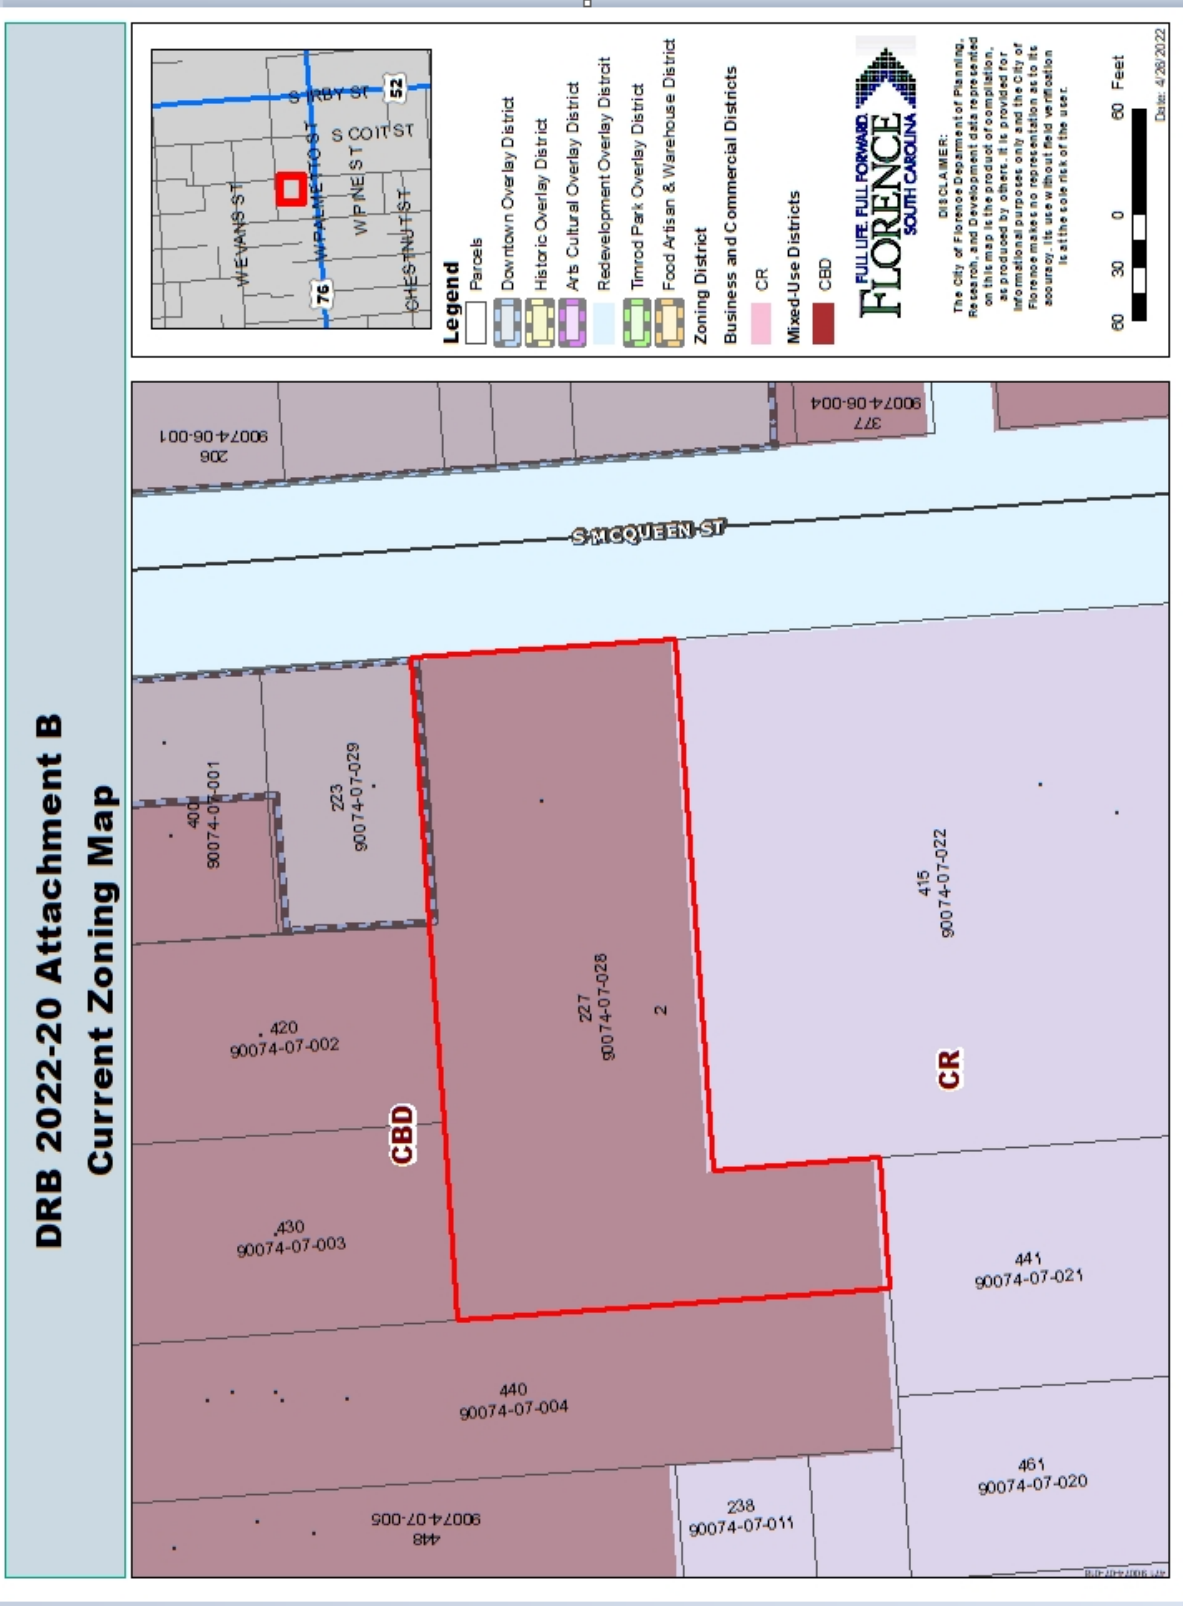 DRB 2022-20 Attachment B
Current Zoning Map
206
90074-06-001
377
90074-06-004
S MCQUEEN ST
400
90074-07-001
223
90074-07-029
420
90074-07-002
CBD
227
90074-07-028
2
415
90074-07-022
CR
430
90074-07-003
440
90074-07-004
441
90074-07-021
448
90074-07-005
238
90074-07-011
461
90074-07-020
W EVANS ST
W PALMETTO ST
W PINE ST
S COIT ST
S IRBY ST
CHESTNUT ST
76
52
Legend
Parcels
Downtown Overlay District
Historic Overlay District
Arts Cultural Overlay District
Redevelopment Overlay Distrcit
Timrod Park Overlay District
Food Artisan & Warehouse District
Zoning District
Business and Commercial Districts
CR
Mixed-Use Districts
CBD
FULL LIFE. FULL FORWARD.
FLORENCE
SOUTH CAROLINA
DISCLAIMER:
The City of Florence Deparment of Planning,
Research, and Development data represented
on this map is the product of compilation,
as produced by others. It is provided for
informational purposes only and the City of
Florence makes no representation as to its
accuracy. Its use without field verification
is at the sole risk of the user.
60 30 0 60 Feet
Date: 4/26/2022